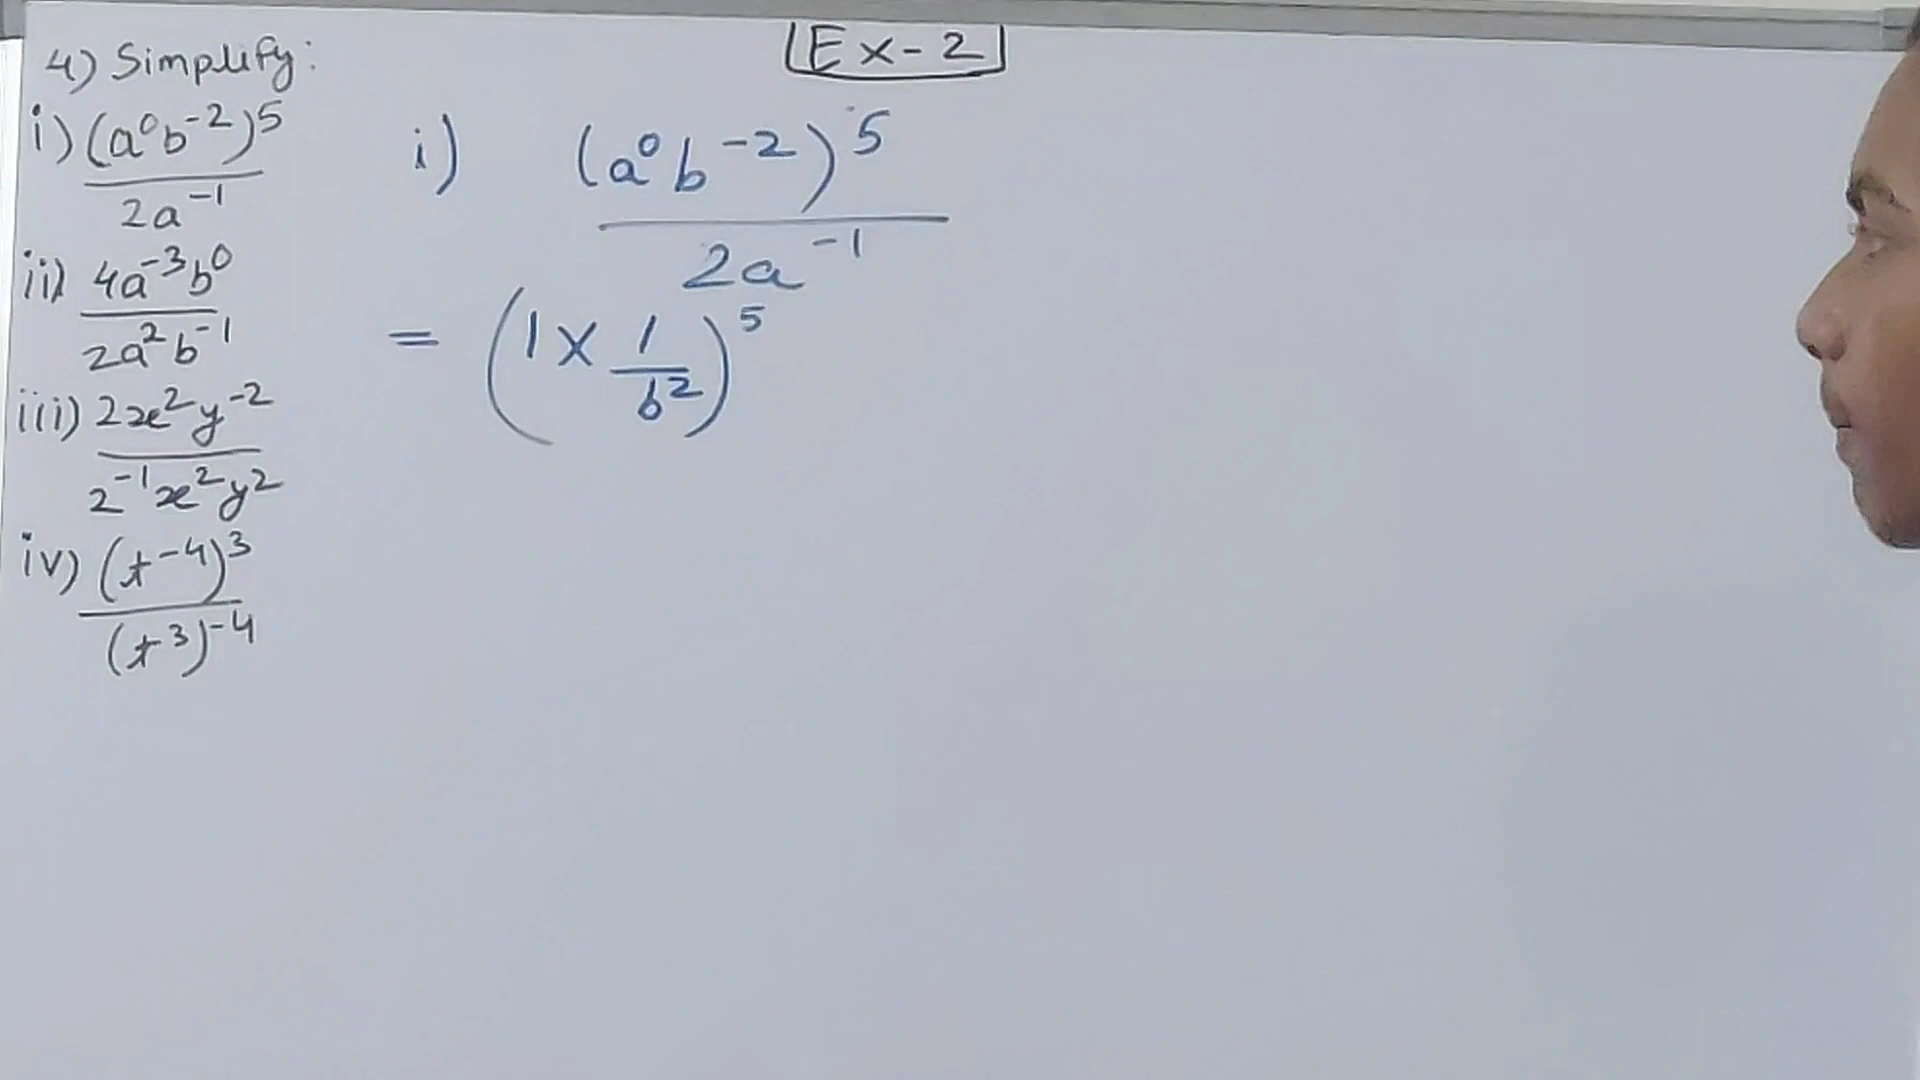 4) Simplify:
Ex-2
i) (a⁰b⁻²)⁵
2a⁻¹
ii) 4a⁻³b⁰
2a²b⁻¹
iii) 2x²y⁻²
2⁻¹x²y²
iv) (t⁻⁴)³
(t³)⁻⁴
i) (a⁰b⁻²)⁵
2a⁻¹
= (1 × 1/b²)⁵